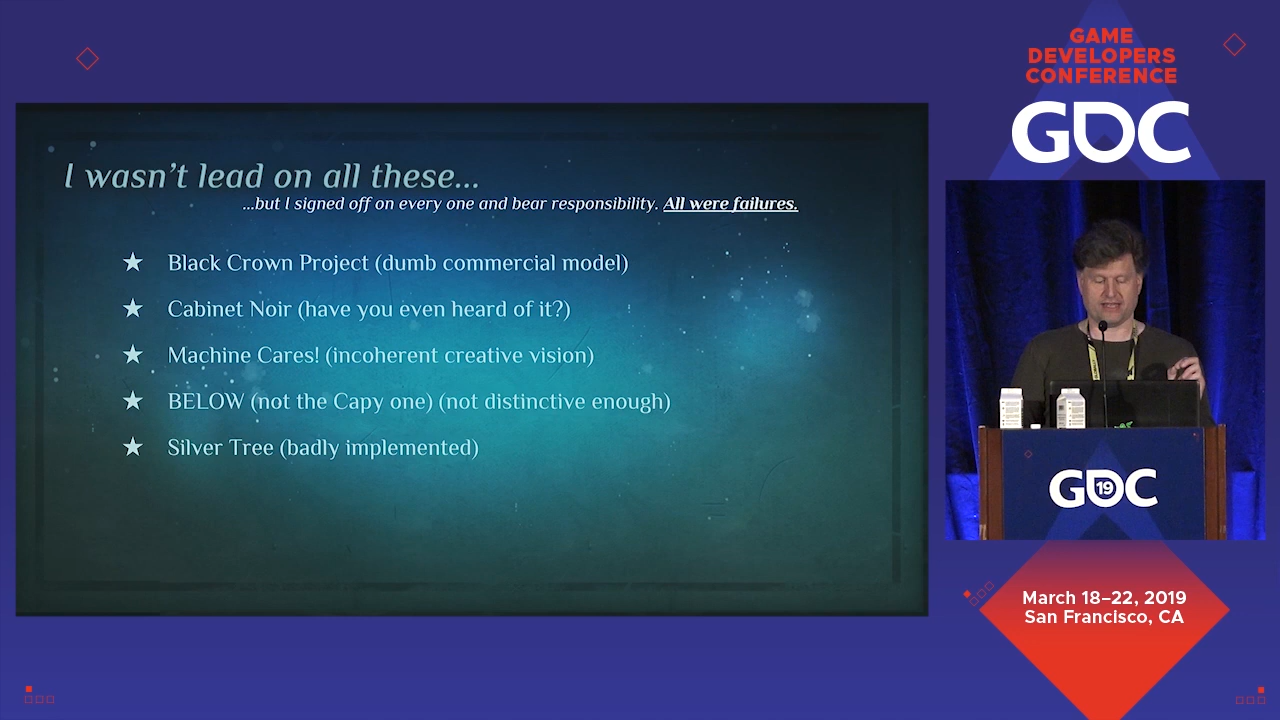 GAME
DEVELOPERS
CONFERENCE
GDC
I wasn't lead on all these...
...but I signed off on every one and bear responsibility. All were failures.
★ Black Crown Project (dumb commercial model)
★ Cabinet Noir (have you even heard of it?)
★ Machine Cares! (incoherent creative vision)
★ BELOW (not the Capy one) (not distinctive enough)
★ Silver Tree (badly implemented)
GDC
19
March 18–22, 2019
San Francisco, CA